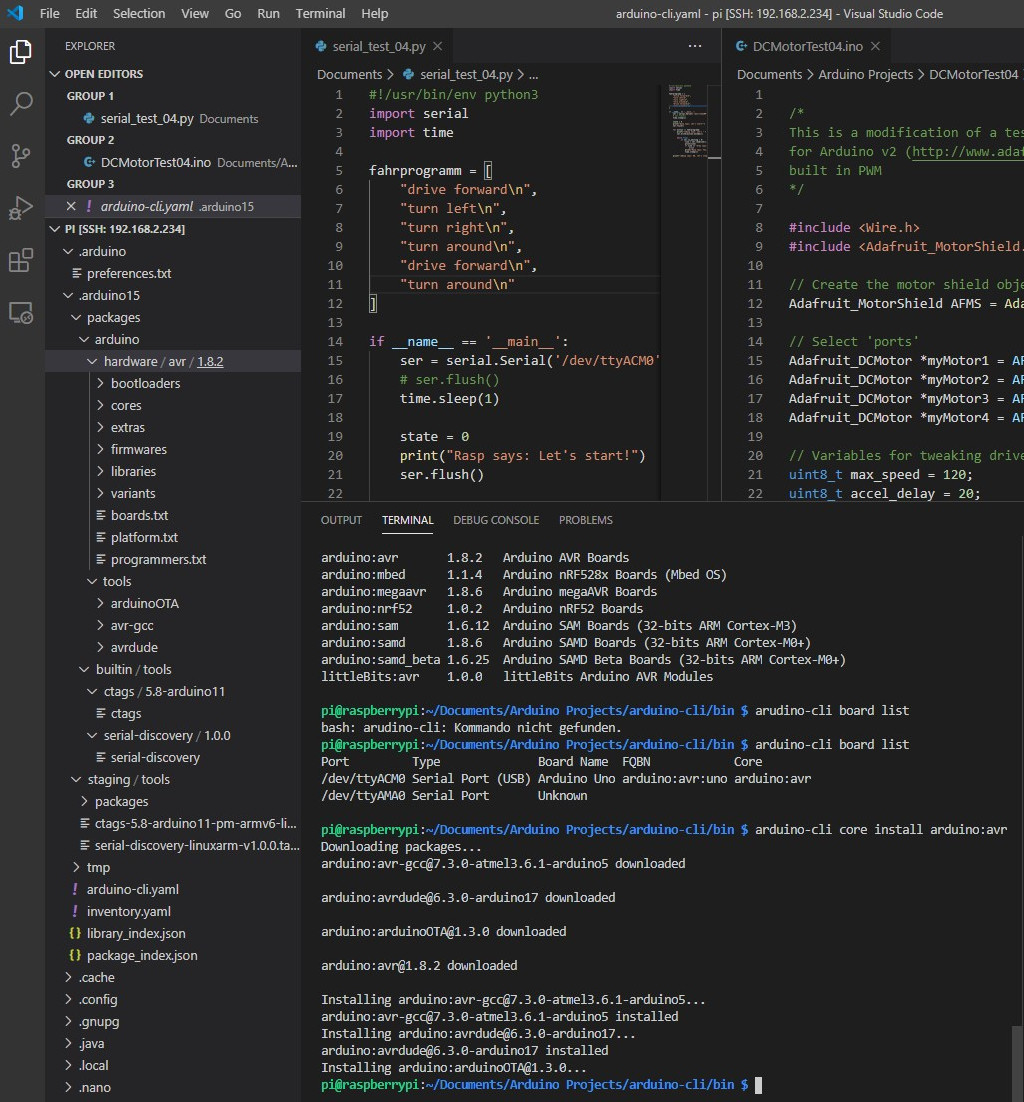 File Edit Selection View Go Run Terminal Help arduino-cli.yaml - pi [SSH: 192.168.2.234] - Visual Studio Code
EXPLORER
OPEN EDITORS
GROUP 1
serial_test_04.py Documents
GROUP 2
DCMotorTest04.ino Documents/A...
GROUP 3
! arduino-cli.yaml .arduino15
PI [SSH: 192.168.2.234]
.arduino
preferences.txt
.arduino15
packages
arduino
hardware / avr / 1.8.2
bootloaders
cores
extras
firmwares
libraries
variants
boards.txt
platform.txt
programmers.txt
tools
arduinoOTA
avr-gcc
avrdude
builtin / tools
ctags / 5.8-arduino11
ctags
serial-discovery / 1.0.0
serial-discovery
staging / tools
packages
ctags-5.8-arduino11-pm-armv6-li...
serial-discovery-linuxarm-v1.0.0.ta...
tmp
! arduino-cli.yaml
! inventory.yaml
{} library_index.json
{} package_index.json
.cache
.config
.gnupg
.java
.local
.nano
serial_test_04.py
Documents > serial_test_04.py > ...
1 #!/usr/bin/env python3
2 import serial
3 import time
4
5 fahrprogramm = [
6 "drive forward\n",
7 "turn left\n",
8 "turn right\n",
9 "turn around\n",
10 "drive forward\n",
11 "turn around\n"
12 ]
13
14 if __name__ == '__main__':
15 ser = serial.Serial('/dev/ttyACM0'
16 # ser.flush()
17 time.sleep(1)
18
19 state = 0
20 print("Rasp says: Let's start!")
21 ser.flush()
22
DCMotorTest04.ino
Documents > Arduino Projects > DCMotorTest04
1
2 /*
3 This is a modification of a tes
4 for Arduino v2 (http://www.adaf
5 built in PWM
6 */
7
8 #include <Wire.h>
9 #include <Adafruit_MotorShield.
10
11 // Create the motor shield obje
12 Adafruit_MotorShield AFMS = Ada
13
14 // Select 'ports'
15 Adafruit_DCMotor *myMotor1 = AF
16 Adafruit_DCMotor *myMotor2 = AF
17 Adafruit_DCMotor *myMotor3 = AF
18 Adafruit_DCMotor *myMotor4 = AF
19
20 // Variables for tweaking drive
21 uint8_t max_speed = 120;
22 uint8_t accel_delay = 20;
OUTPUT TERMINAL DEBUG CONSOLE PROBLEMS
arduino:avr 1.8.2 Arduino AVR Boards
arduino:mbed 1.1.4 Arduino nRF528x Boards (Mbed OS)
arduino:megaavr 1.8.6 Arduino megaAVR Boards
arduino:nrf52 1.0.2 Arduino nRF52 Boards
arduino:sam 1.6.12 Arduino SAM Boards (32-bits ARM Cortex-M3)
arduino:samd 1.8.6 Arduino SAMD Boards (32-bits ARM Cortex-M0+)
arduino:samd_beta 1.6.25 Arduino SAMD Beta Boards (32-bits ARM Cortex-M0+)
littleBits:avr 1.0.0 littleBits Arduino AVR Modules
pi@raspberrypi:~/Documents/Arduino Projects/arduino-cli/bin $ arudino-cli board list
bash: arudino-cli: Kommando nicht gefunden.
pi@raspberrypi:~/Documents/Arduino Projects/arduino-cli/bin $ arduino-cli board list
Port Type Board Name FQBN Core
/dev/ttyACM0 Serial Port (USB) Arduino Uno arduino:avr:uno arduino:avr
/dev/ttyAMA0 Serial Port Unknown
pi@raspberrypi:~/Documents/Arduino Projects/arduino-cli/bin $ arduino-cli core install arduino:avr
Downloading packages...
arduino:avr-gcc@7.3.0-atmel3.6.1-arduino5 downloaded
arduino:avrdude@6.3.0-arduino17 downloaded
arduino:arduinoOTA@1.3.0 downloaded
arduino:avr@1.8.2 downloaded
Installing arduino:avr-gcc@7.3.0-atmel3.6.1-arduino5...
arduino:avr-gcc@7.3.0-atmel3.6.1-arduino5 installed
Installing arduino:avrdude@6.3.0-arduino17...
arduino:avrdude@6.3.0-arduino17 installed
Installing arduino:arduinoOTA@1.3.0...
pi@raspberrypi:~/Documents/Arduino Projects/arduino-cli/bin $